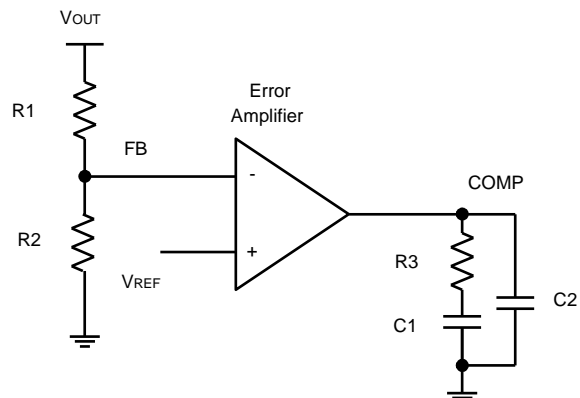 VOUT
R1
Error
Amplifier
FB
-
COMP
R2
+
R3
VREF
C1
C2